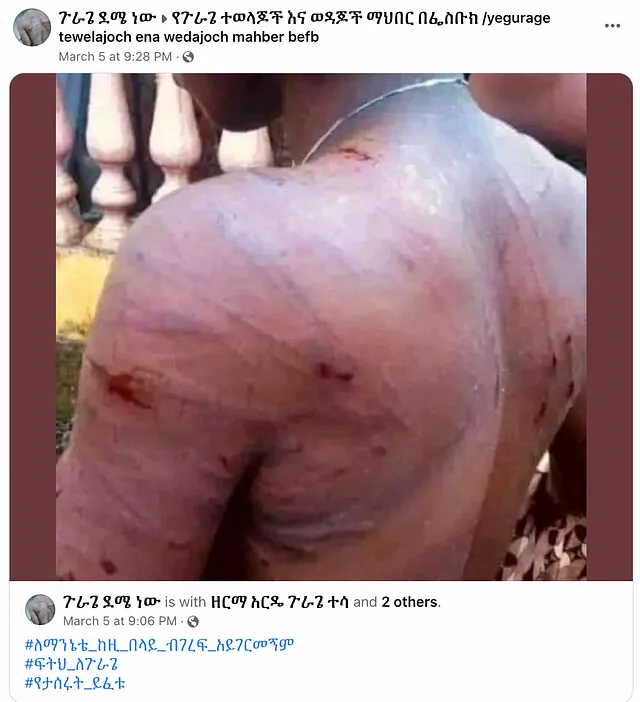 ጉራጌ ደሜ ነው ▸ የጉራጌ ተወላጆች እና ወዳጆች ማህበር በፌስቡክ /yegurage
tewelajoch ena wedajoch mahber befb
March 5 at 9:28 PM ·
ጉራጌ ደሜ ነው is with ዘርማ አርዴ ጉራጌ ተሳ and 2 others.
March 5 at 9:06 PM ·
#ለማንነቴ_ከዚ_በላይ_ብገረፍ_አይገርመኝም
#ፍትህ_ለጉራጌ
#የታሰሩት_ይፈቱ